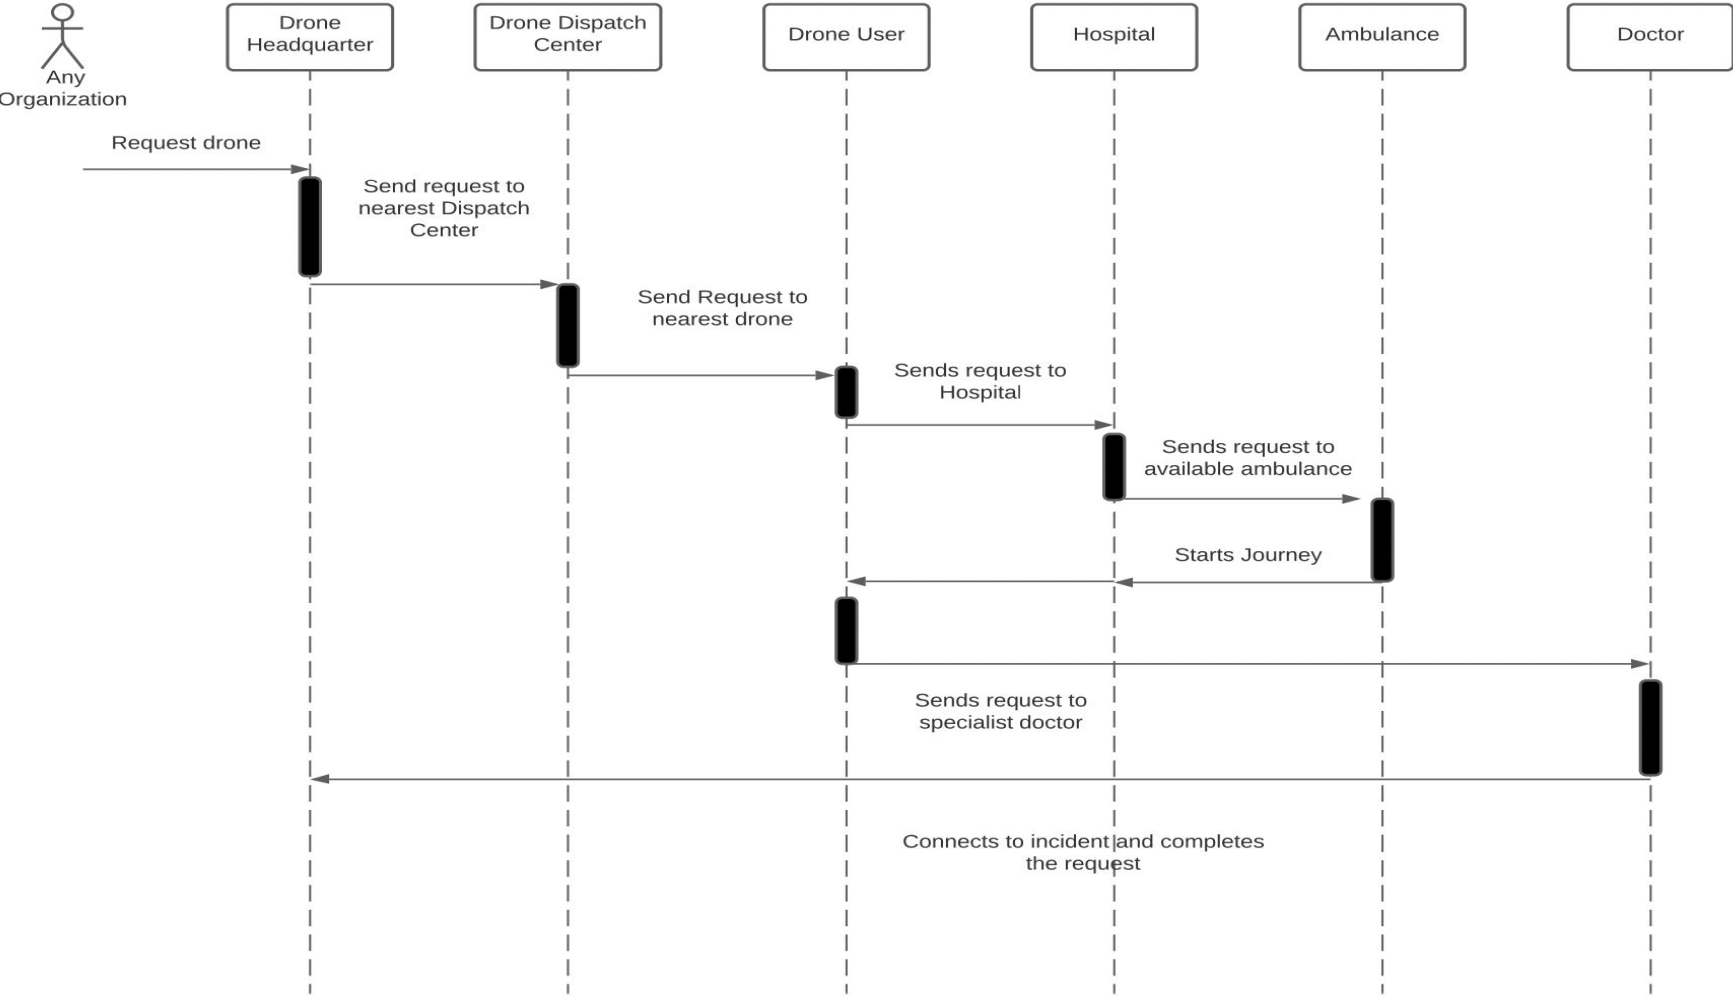 Any
Organization
Drone
Headquarter
Drone Dispatch
Center
Drone User
Hospital
Ambulance
Doctor
Request drone
Send request to
nearest Dispatch
Center
Send Request to
nearest drone
Sends request to
Hospital
Sends request to
available ambulance
Starts Journey
Sends request to
specialist doctor
Connects to incident and completes
the request